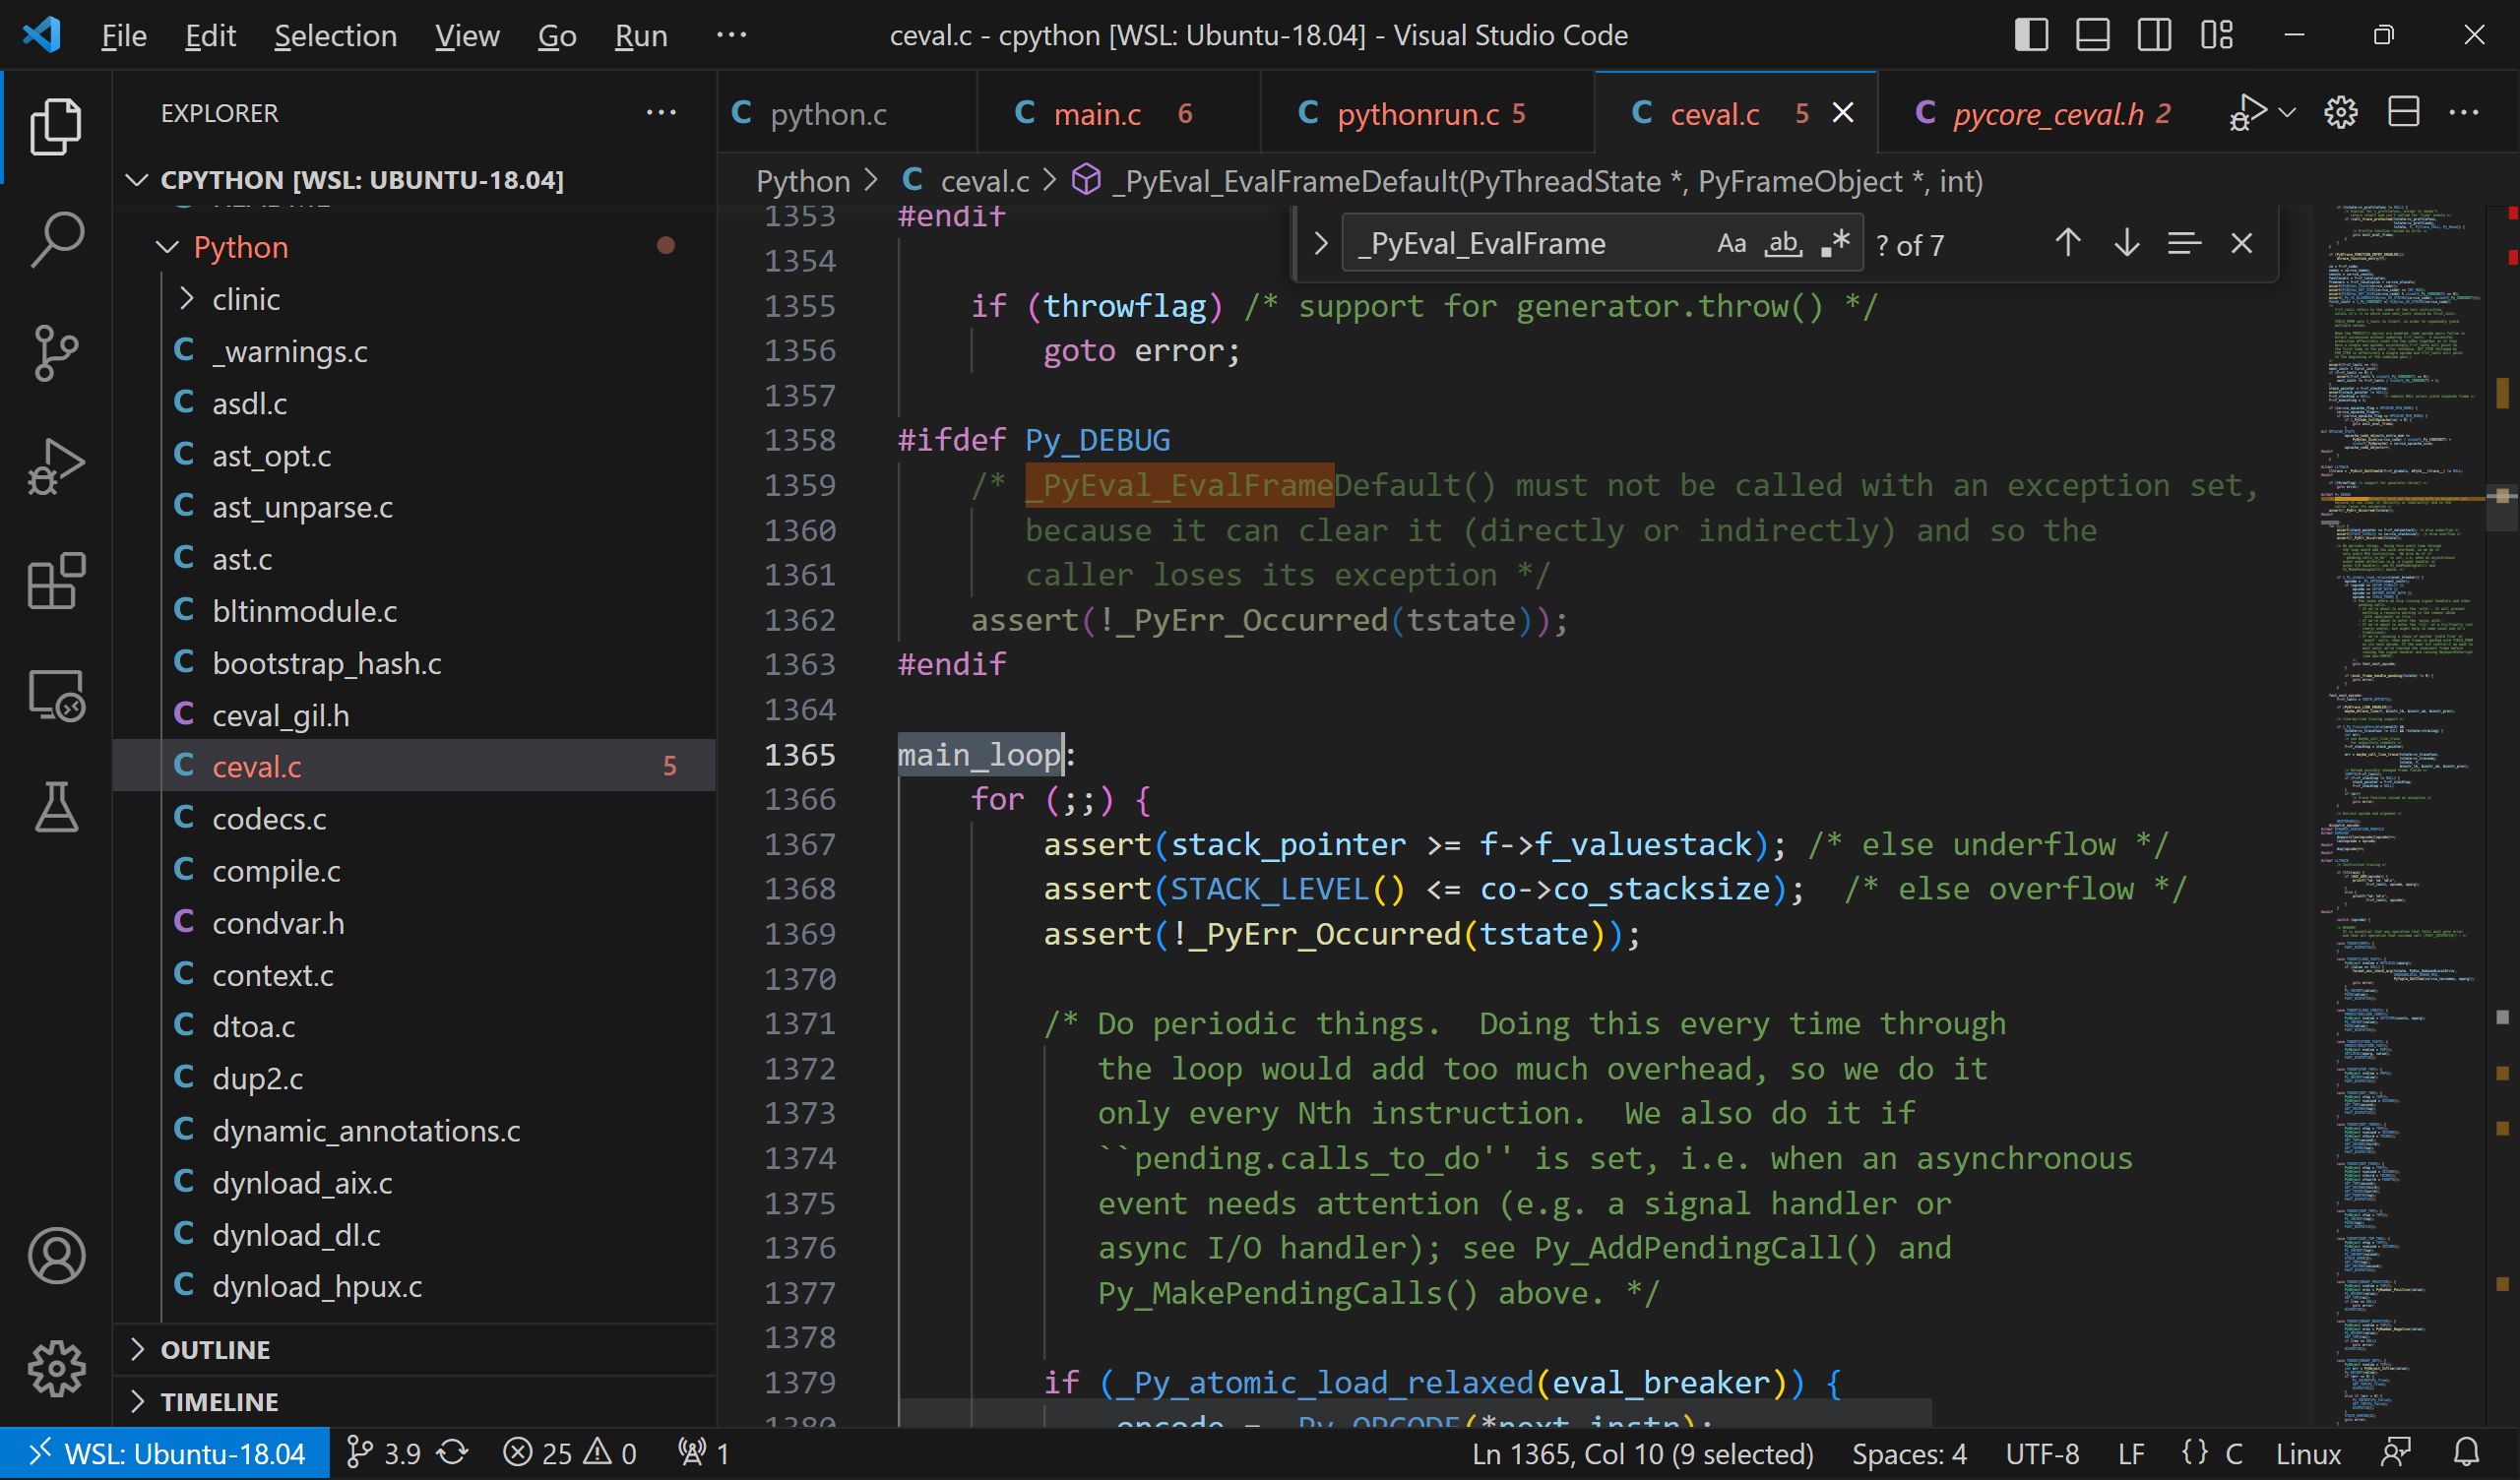 File Edit Selection View Go Run ··· ceval.c - cpython [WSL: Ubuntu-18.04] - Visual Studio Code
EXPLORER ···
CPYTHON [WSL: UBUNTU-18.04]
Python
clinic
C _warnings.c
C asdl.c
C ast_opt.c
C ast_unparse.c
C ast.c
C bltinmodule.c
C bootstrap_hash.c
C ceval_gil.h
C ceval.c 5
C codecs.c
C compile.c
C condvar.h
C context.c
C dtoa.c
C dup2.c
C dynamic_annotations.c
C dynload_aix.c
C dynload_dl.c
C dynload_hpux.c
OUTLINE
TIMELINE
C python.c C main.c 6 C pythonrun.c 5 C ceval.c 5 C pycore_ceval.h 2
Python > C ceval.c > _PyEval_EvalFrameDefault(PyThreadState *, PyFrameObject *, int)
_PyEval_EvalFrame Aa ab .* ? of 7
1353 #endif
1354
1355 if (throwflag) /* support for generator.throw() */
1356 goto error;
1357
1358 #ifdef Py_DEBUG
1359 /* _PyEval_EvalFrameDefault() must not be called with an exception set,
1360 because it can clear it (directly or indirectly) and so the
1361 caller loses its exception */
1362 assert(!_PyErr_Occurred(tstate));
1363 #endif
1364
1365 main_loop:
1366 for (;;) {
1367 assert(stack_pointer >= f->f_valuestack); /* else underflow */
1368 assert(STACK_LEVEL() <= co->co_stacksize);  /* else overflow */
1369 assert(!_PyErr_Occurred(tstate));
1370
1371 /* Do periodic things.  Doing this every time through
1372 the loop would add too much overhead, so we do it
1373 only every Nth instruction.  We also do it if
1374 ``pending.calls_to_do'' is set, i.e. when an asynchronous
1375 event needs attention (e.g. a signal handler or
1376 async I/O handler); see Py_AddPendingCall() and
1377 Py_MakePendingCalls() above. */
1378
1379 if (_Py_atomic_load_relaxed(eval_breaker)) {
1380 opcode = _Py_OPCODE(*next_instr);
WSL: Ubuntu-18.04 3.9 25 0 1 Ln 1365, Col 10 (9 selected) Spaces: 4 UTF-8 LF {} C Linux